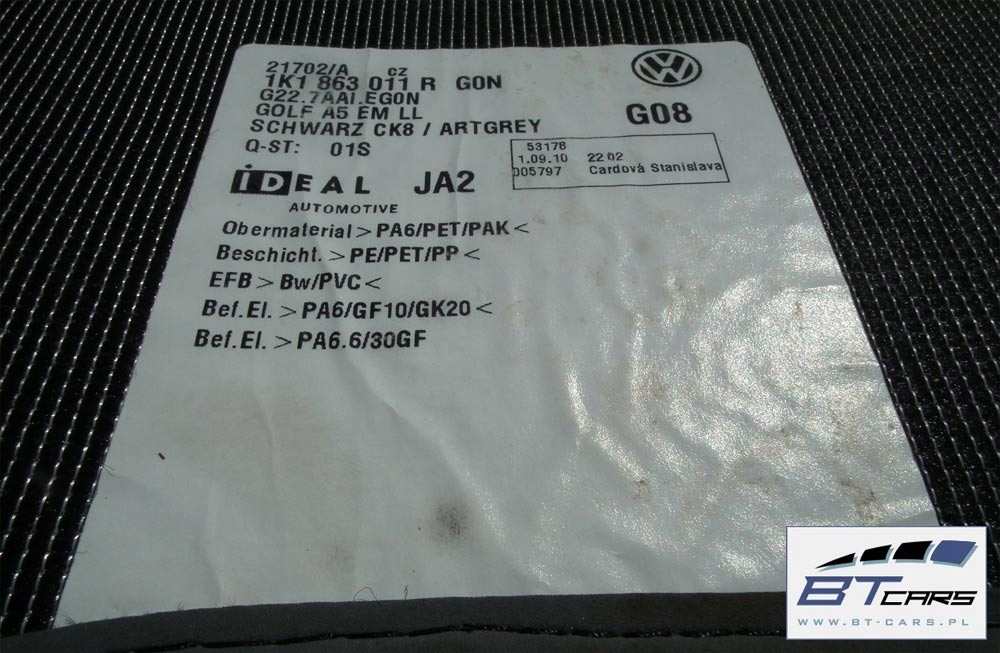 21702/A CZ
1K1 863 011 R G0N
G22.7AAI.EG0N
GOLF A5 EM LL
SCHWARZ CK8 / ARTGREY
Q-ST: 01S
G08
53178
1.09.10 22 02
005797 Cardová Stanislava
iDEAL JA2
AUTOMOTIVE
Obermaterial > PA6/PET/PAK <
Beschicht. > PE/PET/PP <
EFB > Bw/PVC <
Bef.El. > PA6/GF10/GK20 <
Bef.El. > PA6.6/30GF
BT CARS
WWW.BT-CARS.PL